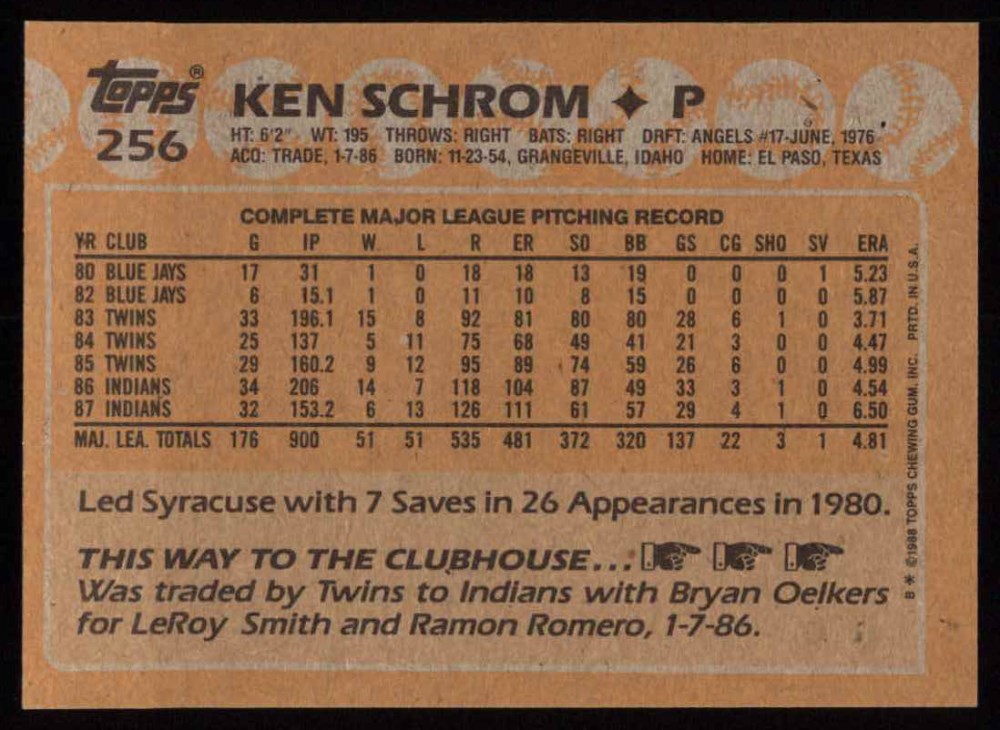 Topps®
256
KEN SCHROM ✦ P
HT: 6'2" WT: 195 THROWS: RIGHT BATS: RIGHT DRFT: ANGELS #17-JUNE, 1976
ACQ: TRADE, 1-7-86 BORN: 11-23-54, GRANGEVILLE, IDAHO HOME: EL PASO, TEXAS
COMPLETE MAJOR LEAGUE PITCHING RECORD
YR CLUB G IP W L R ER SO BB GS CG SHO SV ERA
80 BLUE JAYS 17 31 1 0 18 18 13 19 0 0 0 1 5.23
82 BLUE JAYS 6 15.1 1 0 11 10 8 15 0 0 0 0 5.87
83 TWINS 33 196.1 15 8 92 81 80 80 28 6 1 0 3.71
84 TWINS 25 137 5 11 75 68 49 41 21 3 0 0 4.47
85 TWINS 29 160.2 9 12 95 89 74 59 26 6 0 0 4.99
86 INDIANS 34 206 14 7 118 104 87 49 33 3 1 0 4.54
87 INDIANS 32 153.2 6 13 126 111 61 57 29 4 1 0 6.50
MAJ. LEA. TOTALS 176 900 51 51 535 481 372 320 137 22 3 1 4.81
Led Syracuse with 7 Saves in 26 Appearances in 1980.
THIS WAY TO THE CLUBHOUSE...
Was traded by Twins to Indians with Bryan Oelkers
for LeRoy Smith and Ramon Romero, 1-7-86.
B * ©1988 TOPPS CHEWING GUM, INC. PRTD. IN U.S.A.